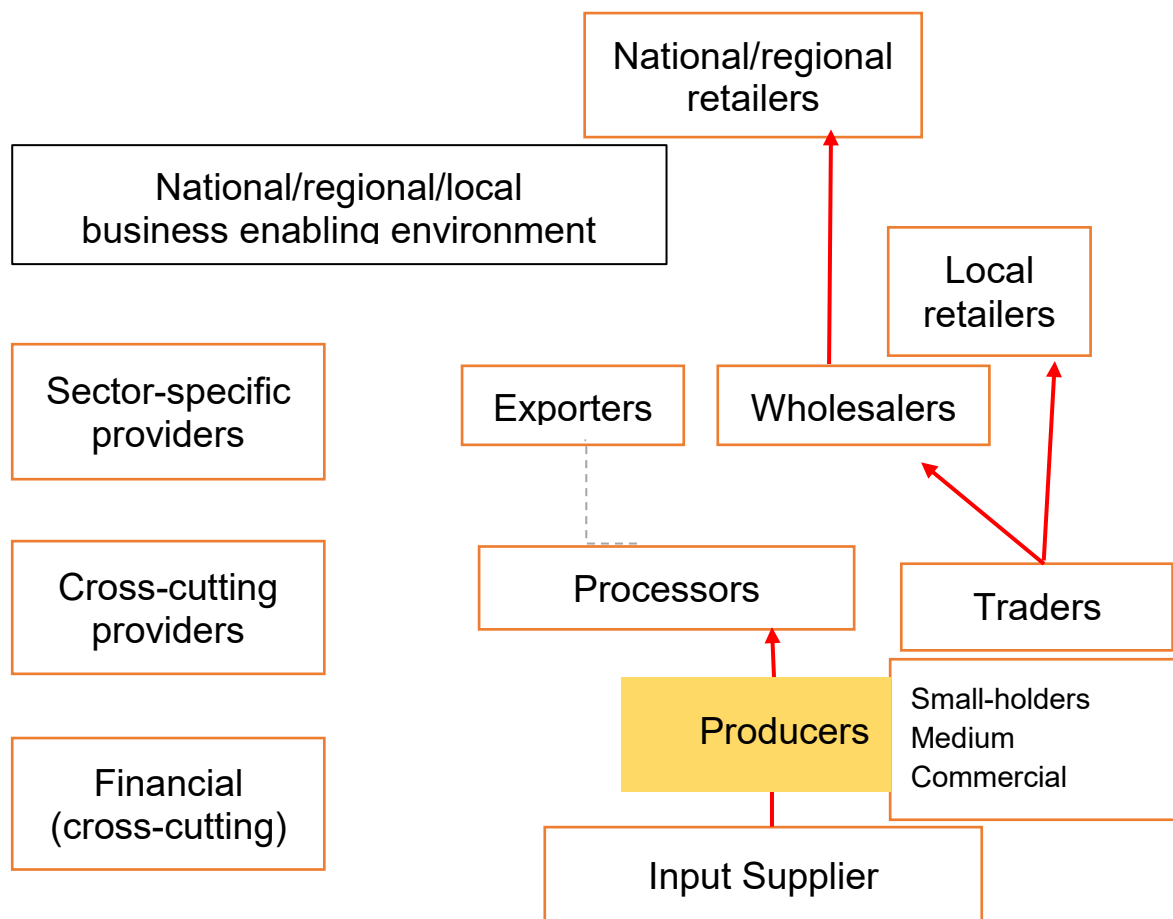 National/regional
retailers
National/regional/local
business enabling environment
Local
retailers
Sector-specific
providers
Exporters
Wholesalers
Cross-cutting
providers
Processors
Traders
Producers
Small-holders
Medium
Commercial
Financial
(cross-cutting)
Input Supplier